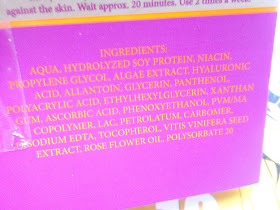 against the skin. Wait approx. 20 minutes. Use 2 times a week.
INGREDIENTS:
AQUA, HYDROLYZED SOY PROTEIN, NIACIN,
PROPYLENE GLYCOL, ALGAE EXTRACT, HYALURONIC
ACID, ALLANTOIN, GLYCERIN, PANTHENOL,
POLYACRYLIC ACID, ETHYLHEXYLGLYCERIN, XANTHAN
GUM, ASCORBIC ACID, PHENOXYETHANOL, PVM/MA
COPOLYMER, LAC, PETROLATUM, CARBOMER,
DISODIUM EDTA, TOCOPHEROL, VITIS VINIFERA SEED
EXTRACT, ROSE FLOWER OIL, POLYSORBATE 20